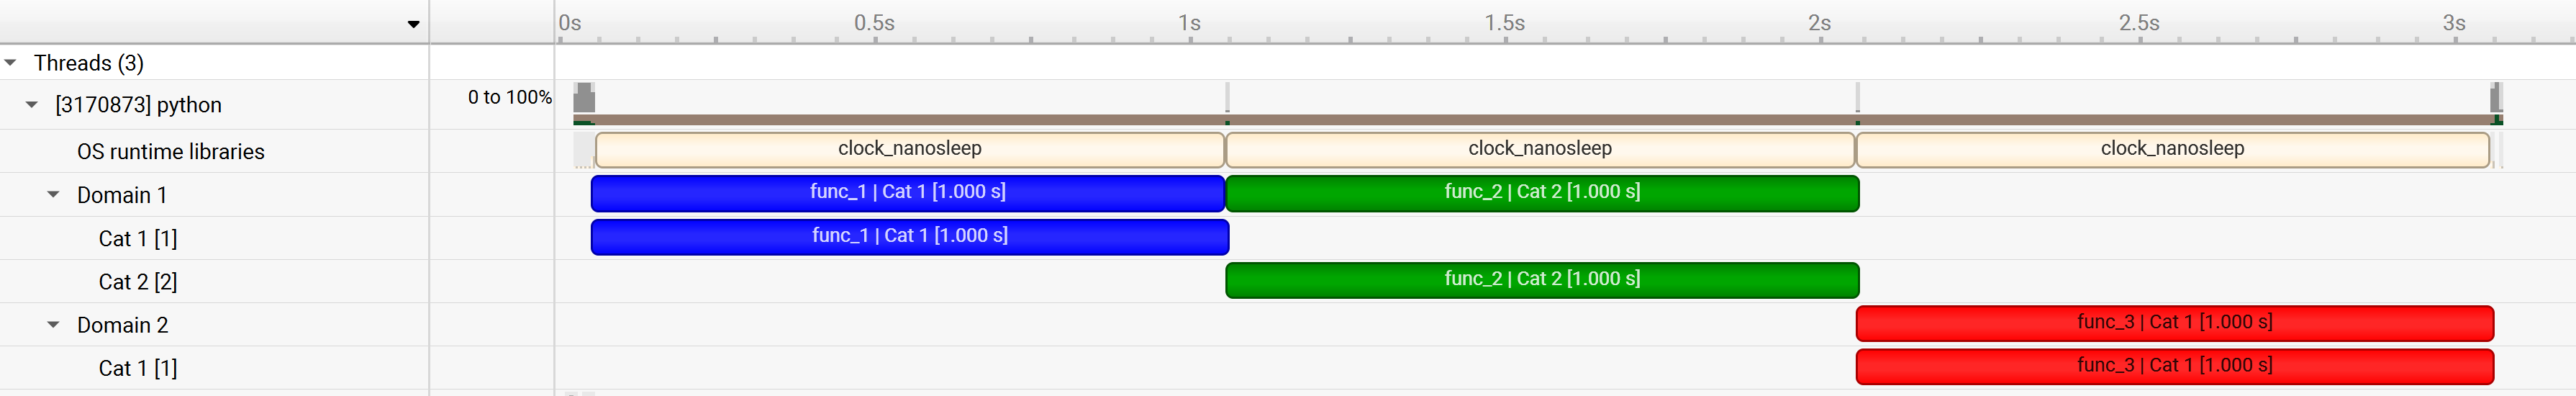 0s 0.5s 1s 1.5s 2s 2.5s 3s
Threads (3)
[3170873] python 0 to 100%
OS runtime libraries clock_nanosleep clock_nanosleep clock_nanosleep
Domain 1 func_1 | Cat 1 [1.000 s] func_2 | Cat 2 [1.000 s]
Cat 1 [1] func_1 | Cat 1 [1.000 s]
Cat 2 [2] func_2 | Cat 2 [1.000 s]
Domain 2 func_3 | Cat 1 [1.000 s]
Cat 1 [1] func_3 | Cat 1 [1.000 s]